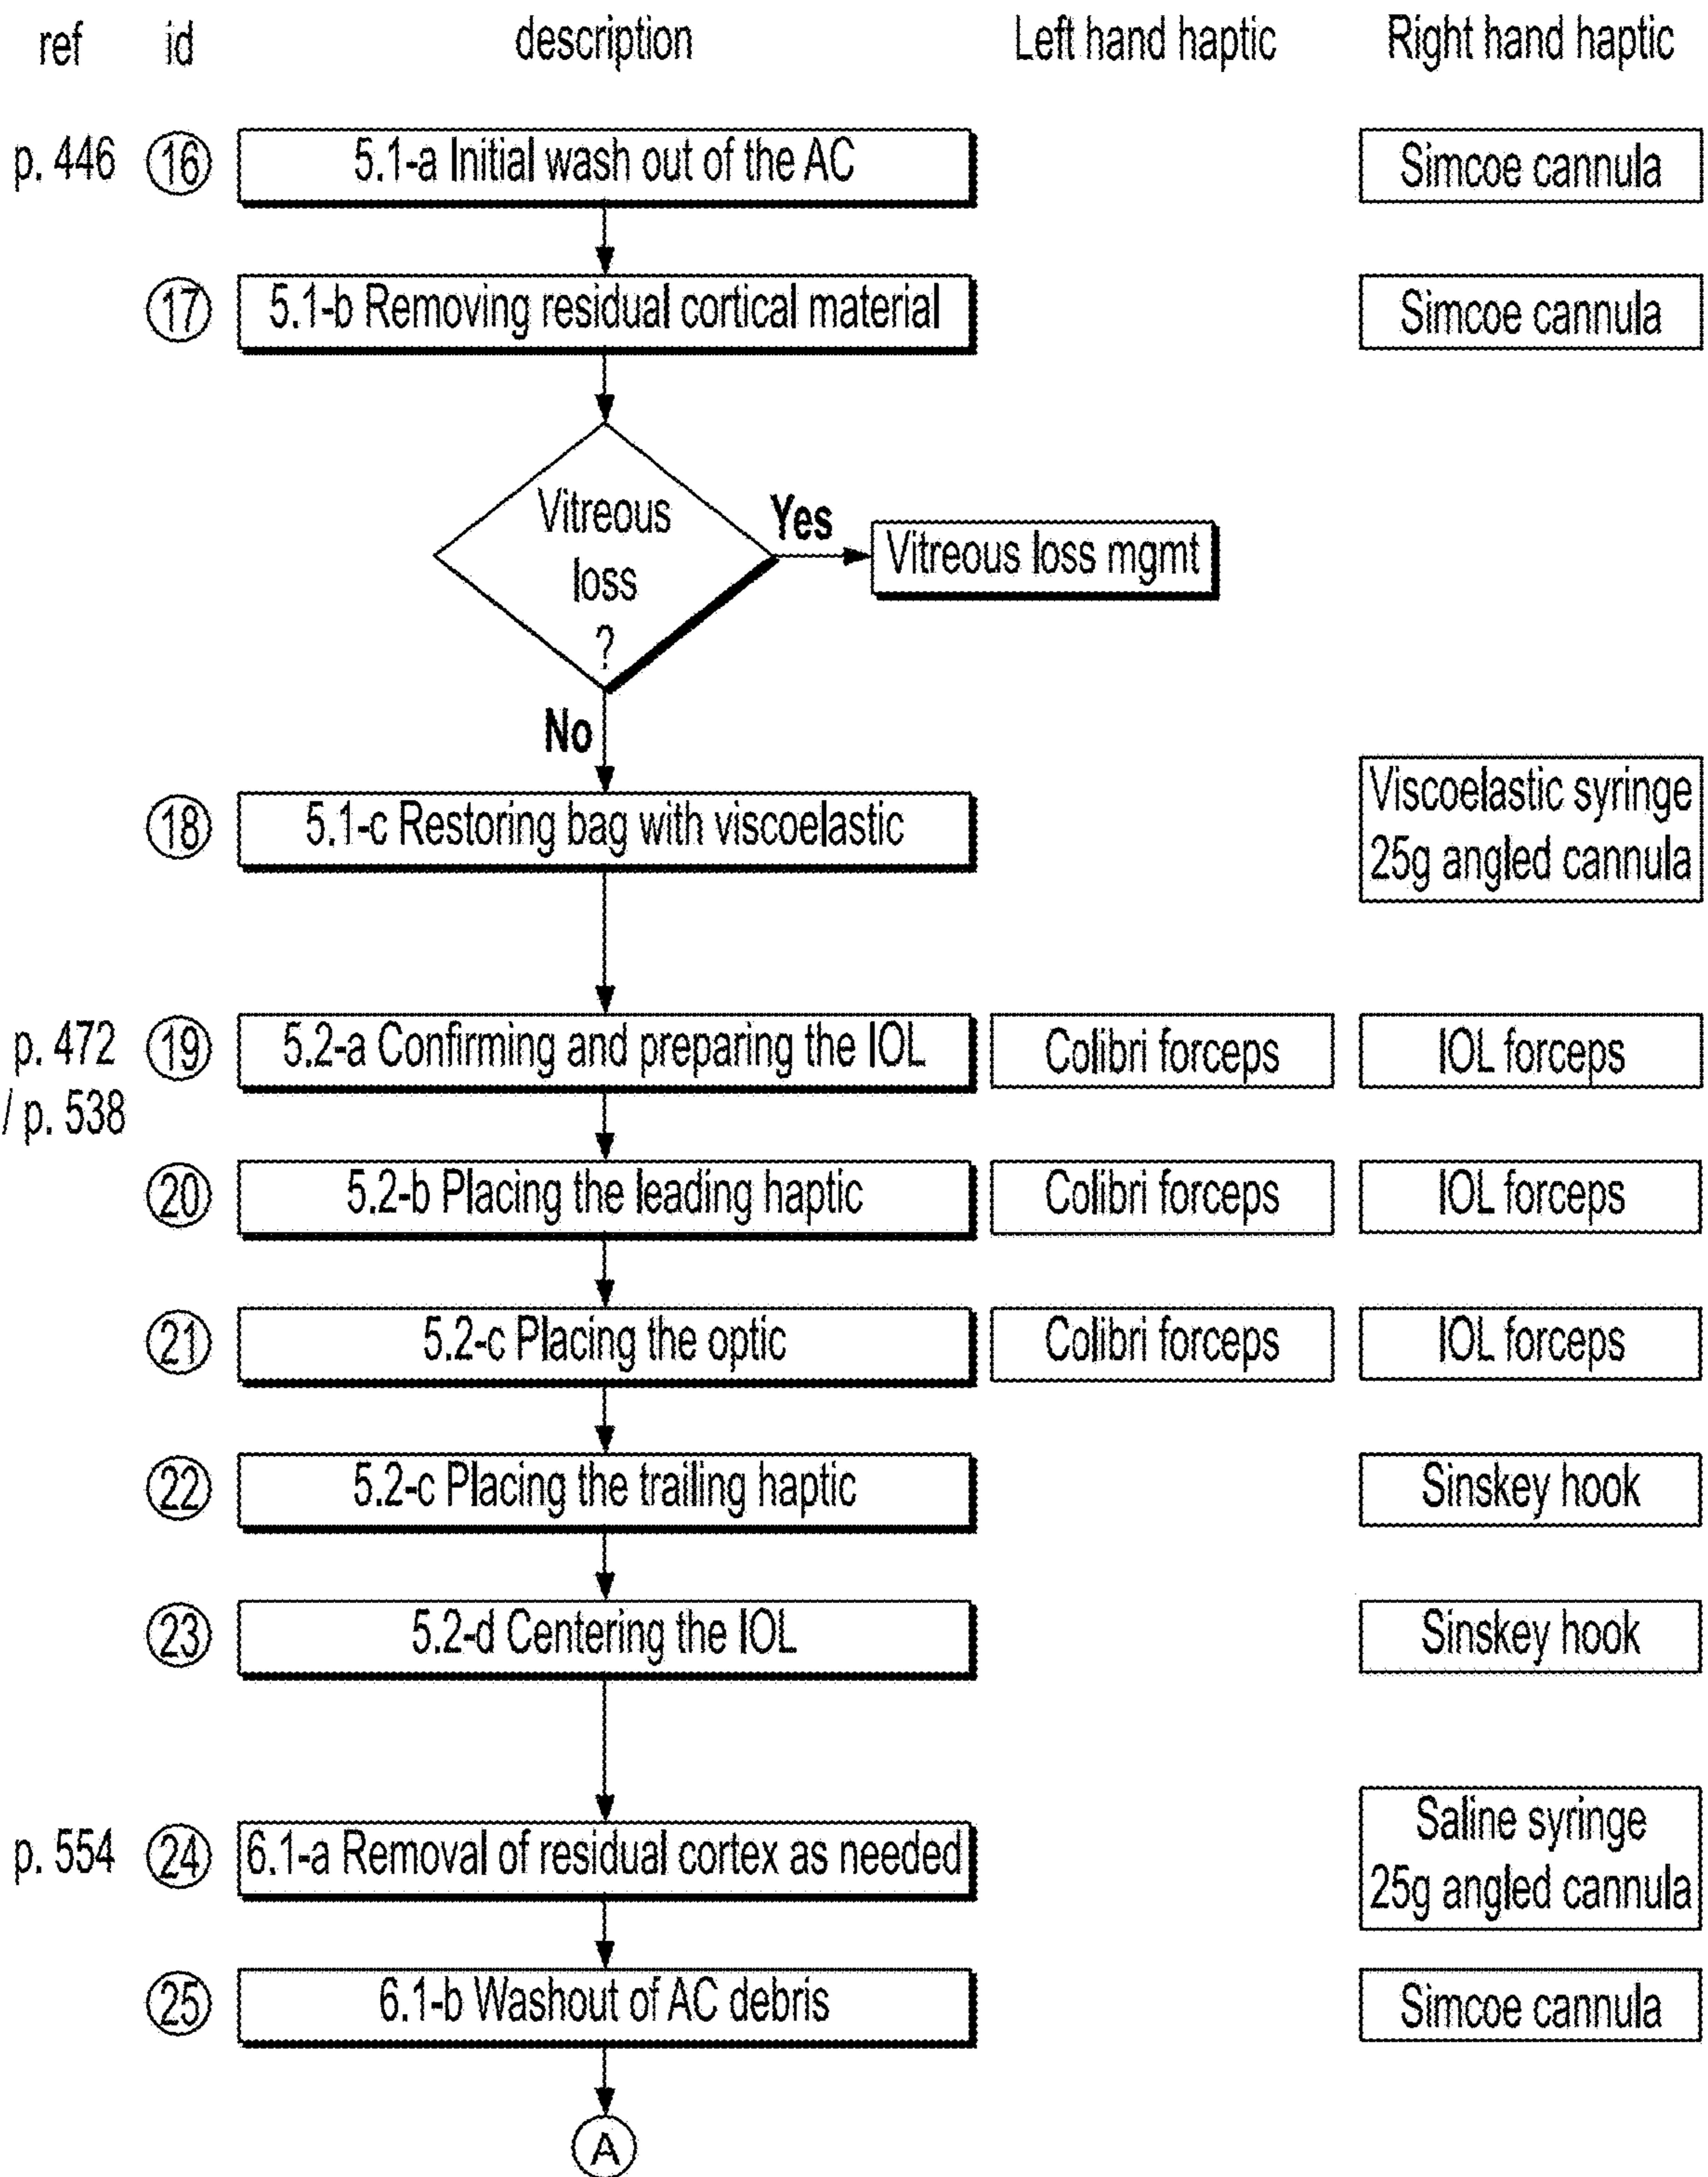 ref id description Left hand haptic Right hand haptic
p. 446 16 5.1-a Initial wash out of the AC Simcoe cannula
17 5.1-b Removing residual cortical material Simcoe cannula
Vitreous
loss
?
Yes
Vitreous loss mgmt
No
18 5.1-c Restoring bag with viscoelastic
Viscoelastic syringe
25g angled cannula
p. 472
/ p. 538
19 5.2-a Confirming and preparing the IOL Colibri forceps IOL forceps
20 5.2-b Placing the leading haptic Colibri forceps IOL forceps
21 5.2-c Placing the optic Colibri forceps IOL forceps
22 5.2-c Placing the trailing haptic Sinskey hook
23 5.2-d Centering the IOL Sinskey hook
p. 554 24 6.1-a Removal of residual cortex as needed
Saline syringe
25g angled cannula
25 6.1-b Washout of AC debris Simcoe cannula
A